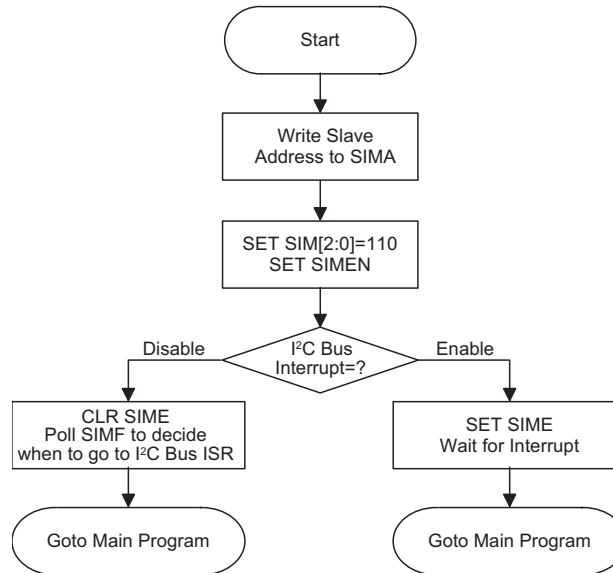 Start
Write Slave
Address to SIMA
SET SIM[2:0]=110
SET SIMEN
I²C Bus
Interrupt=?
Disable
Enable
CLR SIME
Poll SIMF to decide
when to go to I²C Bus ISR
SET SIME
Wait for Interrupt
Goto Main Program
Goto Main Program